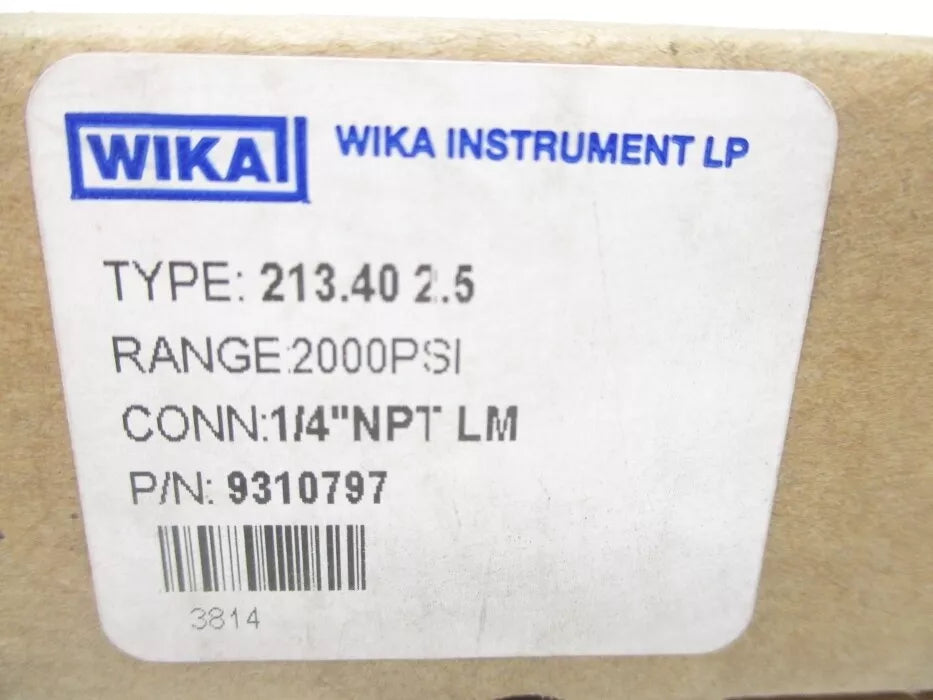 WIKA
WIKA INSTRUMENT LP
TYPE: 213.40 2.5
RANGE:2000PSI
CONN:1/4"NPT LM
P/N: 9310797
3814